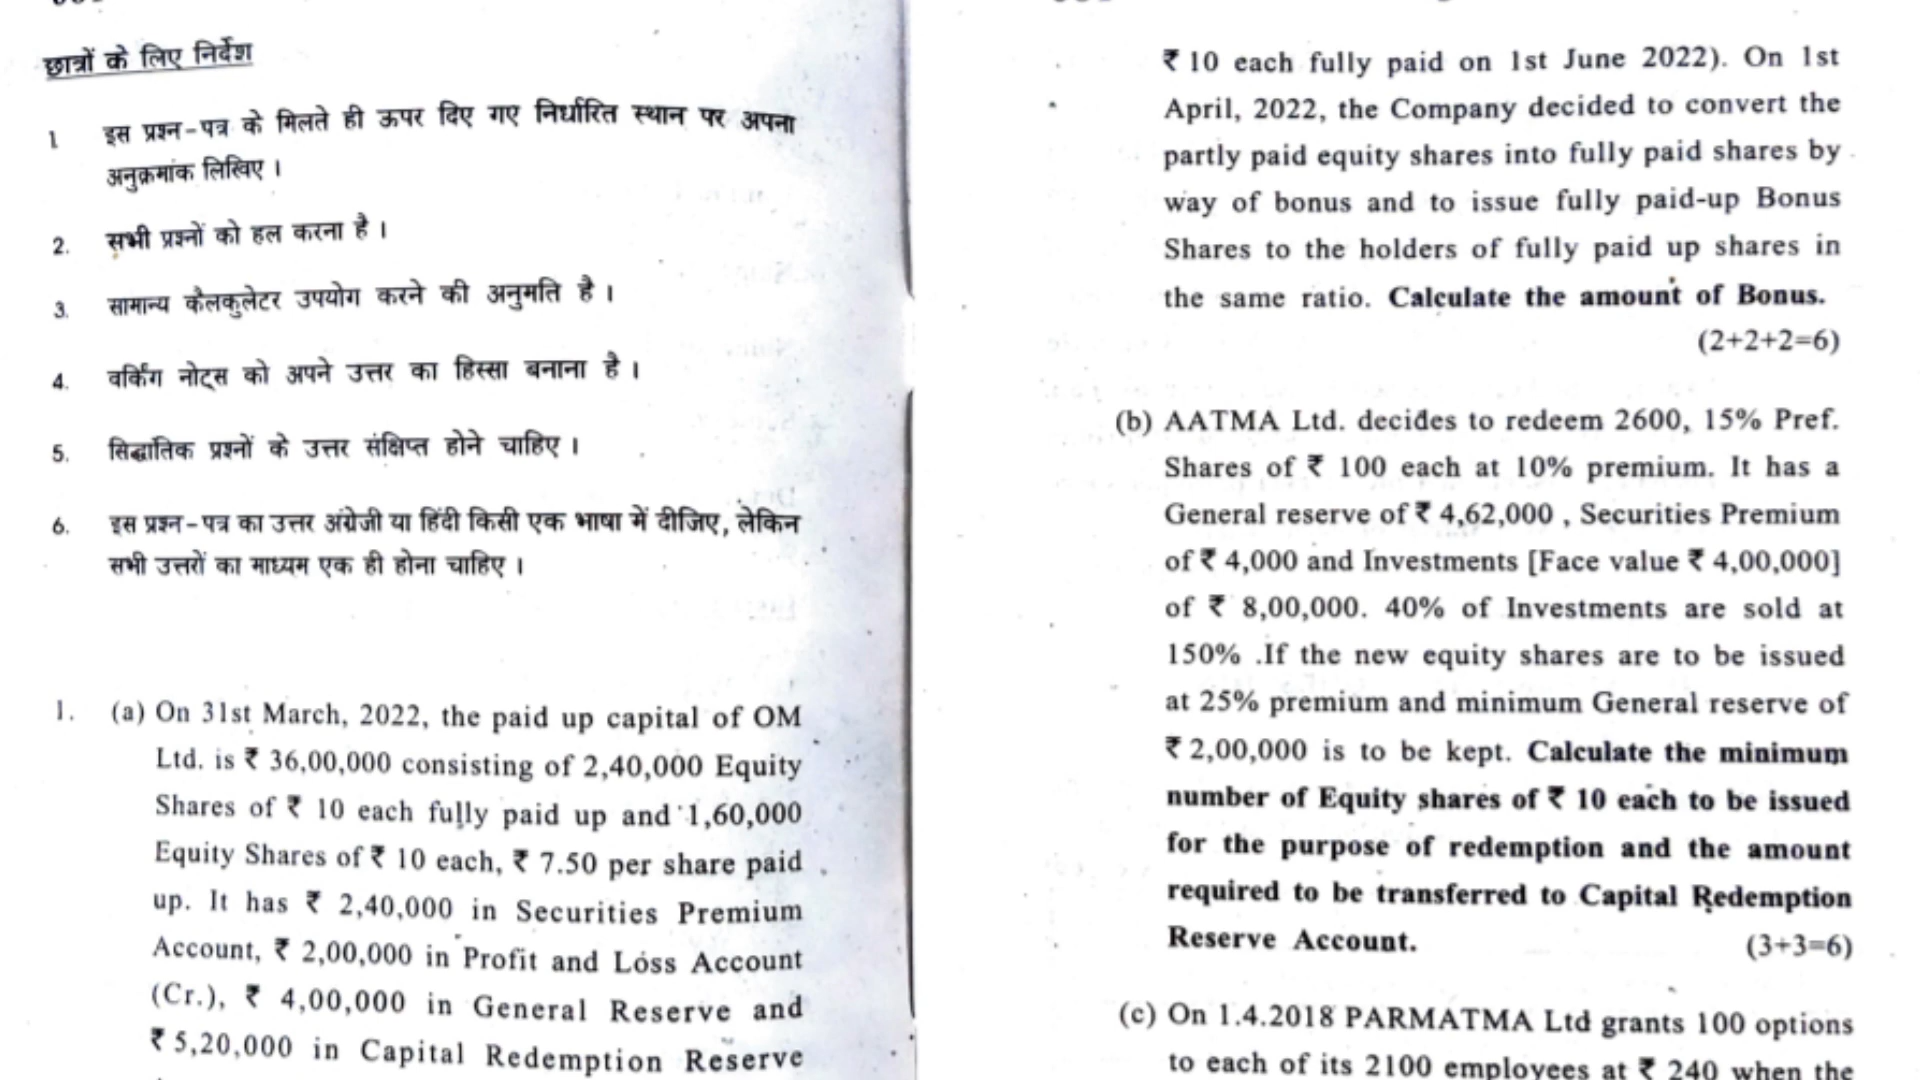 छात्रों के लिए निर्देश
1 इस प्रश्न-पत्र के मिलते ही ऊपर दिए गए निर्धारित स्थान पर अपना
अनुक्रमांक लिखिए ।
2. सभी प्रश्नों को हल करना है ।
3. सामान्य कैलकुलेटर उपयोग करने की अनुमति है ।
4. वर्किंग नोट्स को अपने उत्तर का हिस्सा बनाना है ।
5. सिद्धांतिक प्रश्नों के उत्तर संक्षिप्त होने चाहिए ।
6. इस प्रश्न-पत्र का उत्तर अंग्रेजी या हिंदी किसी एक भाषा में दीजिए, लेकिन
सभी उत्तरों का माध्यम एक ही होना चाहिए ।
1. (a) On 31st March, 2022, the paid up capital of OM
Ltd. is ₹ 36,00,000 consisting of 2,40,000 Equity
Shares of ₹ 10 each fully paid up and 1,60,000
Equity Shares of ₹ 10 each, ₹ 7.50 per share paid
up. It has ₹ 2,40,000 in Securities Premium
Account, ₹ 2,00,000 in Profit and Loss Account
(Cr.), ₹ 4,00,000 in General Reserve and
₹ 5,20,000 in Capital Redemption Reserve
₹ 10 each fully paid on 1st June 2022). On 1st
April, 2022, the Company decided to convert the
partly paid equity shares into fully paid shares by
way of bonus and to issue fully paid-up Bonus
Shares to the holders of fully paid up shares in
the same ratio. Calculate the amount of Bonus.
(2+2+2=6)
(b) AATMA Ltd. decides to redeem 2600, 15% Pref.
Shares of ₹ 100 each at 10% premium. It has a
General reserve of ₹ 4,62,000 , Securities Premium
of ₹ 4,000 and Investments [Face value ₹ 4,00,000]
of ₹ 8,00,000. 40% of Investments are sold at
150% .If the new equity shares are to be issued
at 25% premium and minimum General reserve of
₹ 2,00,000 is to be kept. Calculate the minimum
number of Equity shares of ₹ 10 each to be issued
for the purpose of redemption and the amount
required to be transferred to Capital Redemption
Reserve Account. (3+3=6)
(c) On 1.4.2018 PARMATMA Ltd grants 100 options
to each of its 2100 employees at ₹ 240 when the